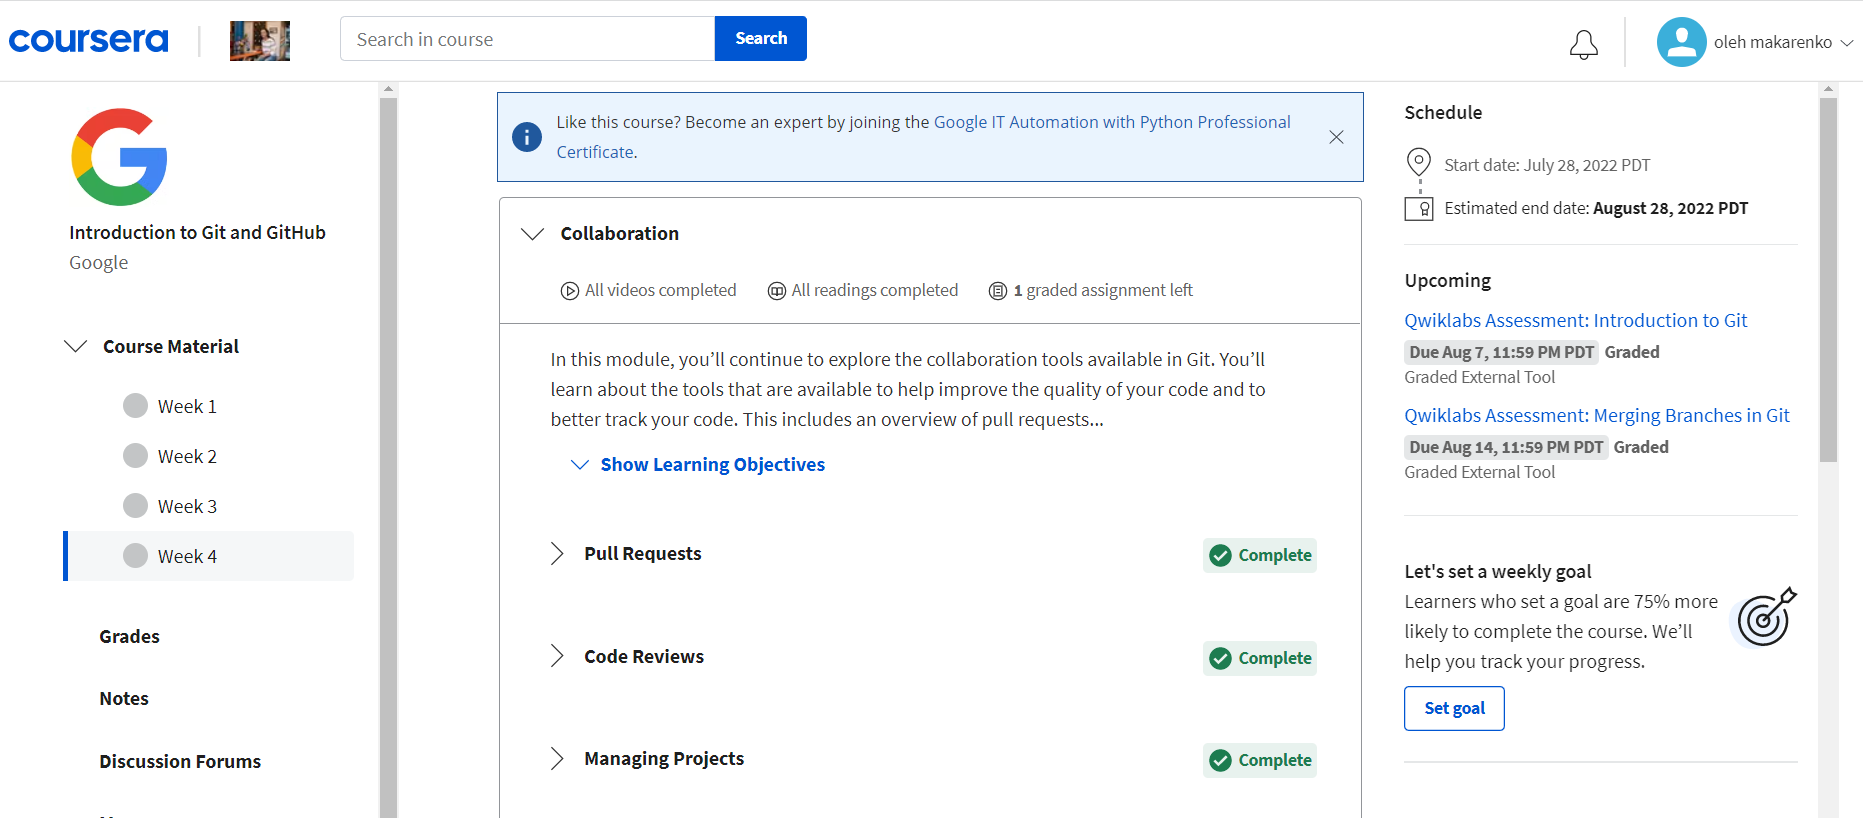 coursera
Search in course
Search
oleh makarenko
Introduction to Git and GitHub
Google
Course Material
Week 1
Week 2
Week 3
Week 4
Grades
Notes
Discussion Forums
Like this course? Become an expert by joining the Google IT Automation with Python Professional
Certificate.
Collaboration
All videos completed
All readings completed
1 graded assignment left
In this module, you’ll continue to explore the collaboration tools available in Git. You’ll
learn about the tools that are available to help improve the quality of your code and to
better track your code. This includes an overview of pull requests...
Show Learning Objectives
Pull Requests
Complete
Code Reviews
Complete
Managing Projects
Complete
Schedule
Start date: July 28, 2022 PDT
Estimated end date: August 28, 2022 PDT
Upcoming
Qwiklabs Assessment: Introduction to Git
Due Aug 7, 11:59 PM PDT Graded
Graded External Tool
Qwiklabs Assessment: Merging Branches in Git
Due Aug 14, 11:59 PM PDT Graded
Graded External Tool
Let's set a weekly goal
Learners who set a goal are 75% more
likely to complete the course. We’ll
help you track your progress.
Set goal